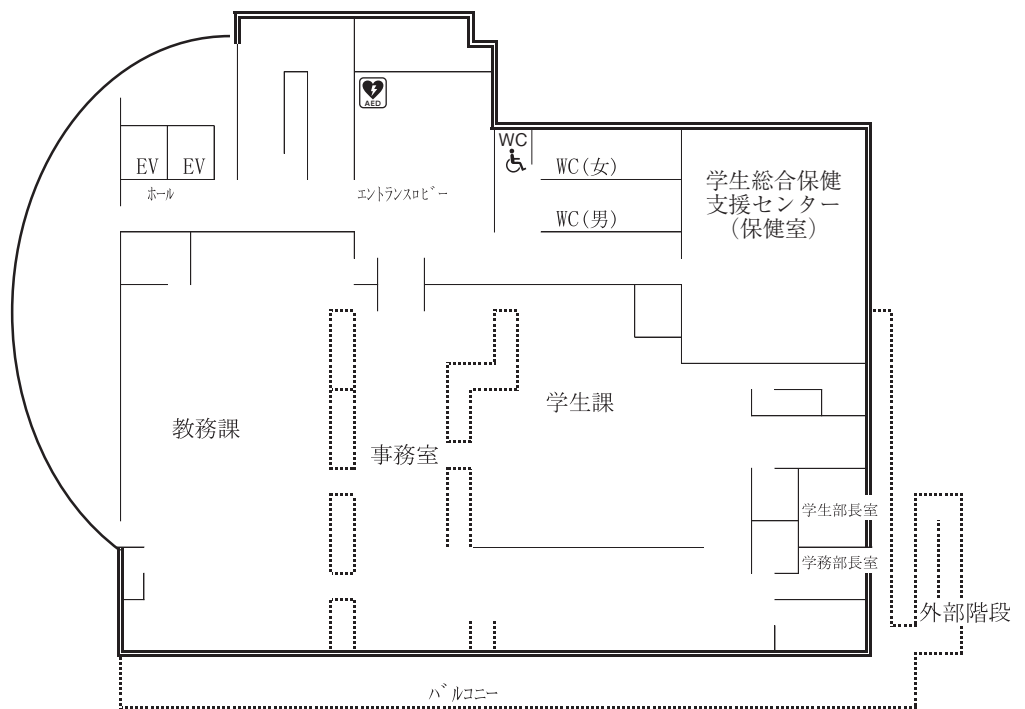 AED
WC
EV
EV
WC(女)
ホール
エントランスロビー
WC(男)
学生総合保健
支援センター
(保健室)
教務課
事務室
学生課
学生部長室
学務部長室
外部階段
バルコニー